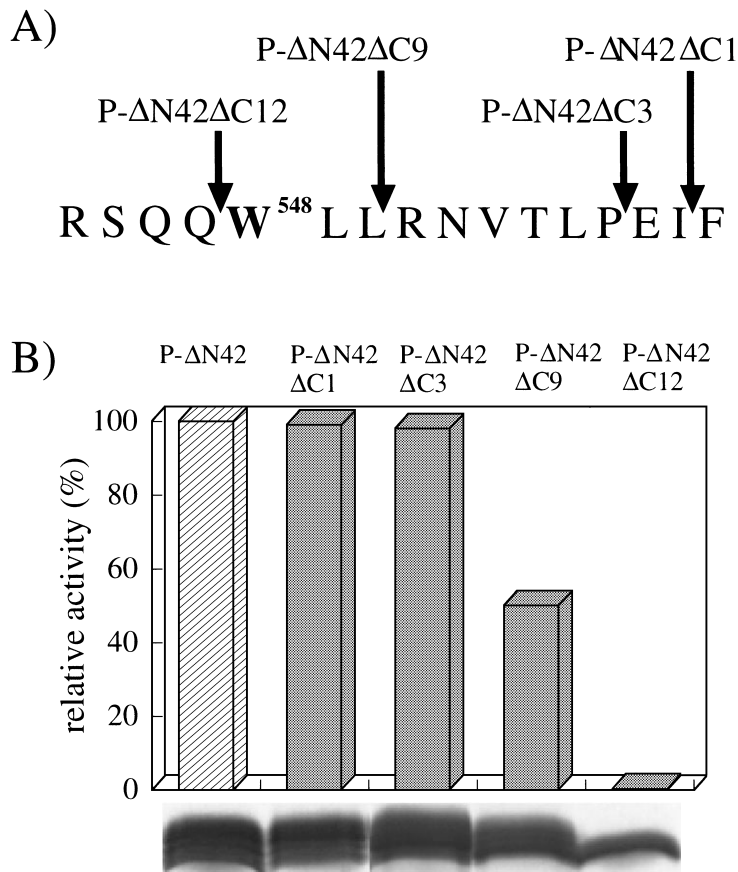 A)
P-ΔN42ΔC9 P-ΔN42ΔC1
P-ΔN42ΔC12 P-ΔN42ΔC3
R S Q Q W 548 L L R N V T L P E I F
B)
P-ΔN42 P-ΔN42 P-ΔN42 P-ΔN42 P-ΔN42
ΔC1 ΔC3 ΔC9 ΔC12
100
80
60
40
20
0
relative activity (%)